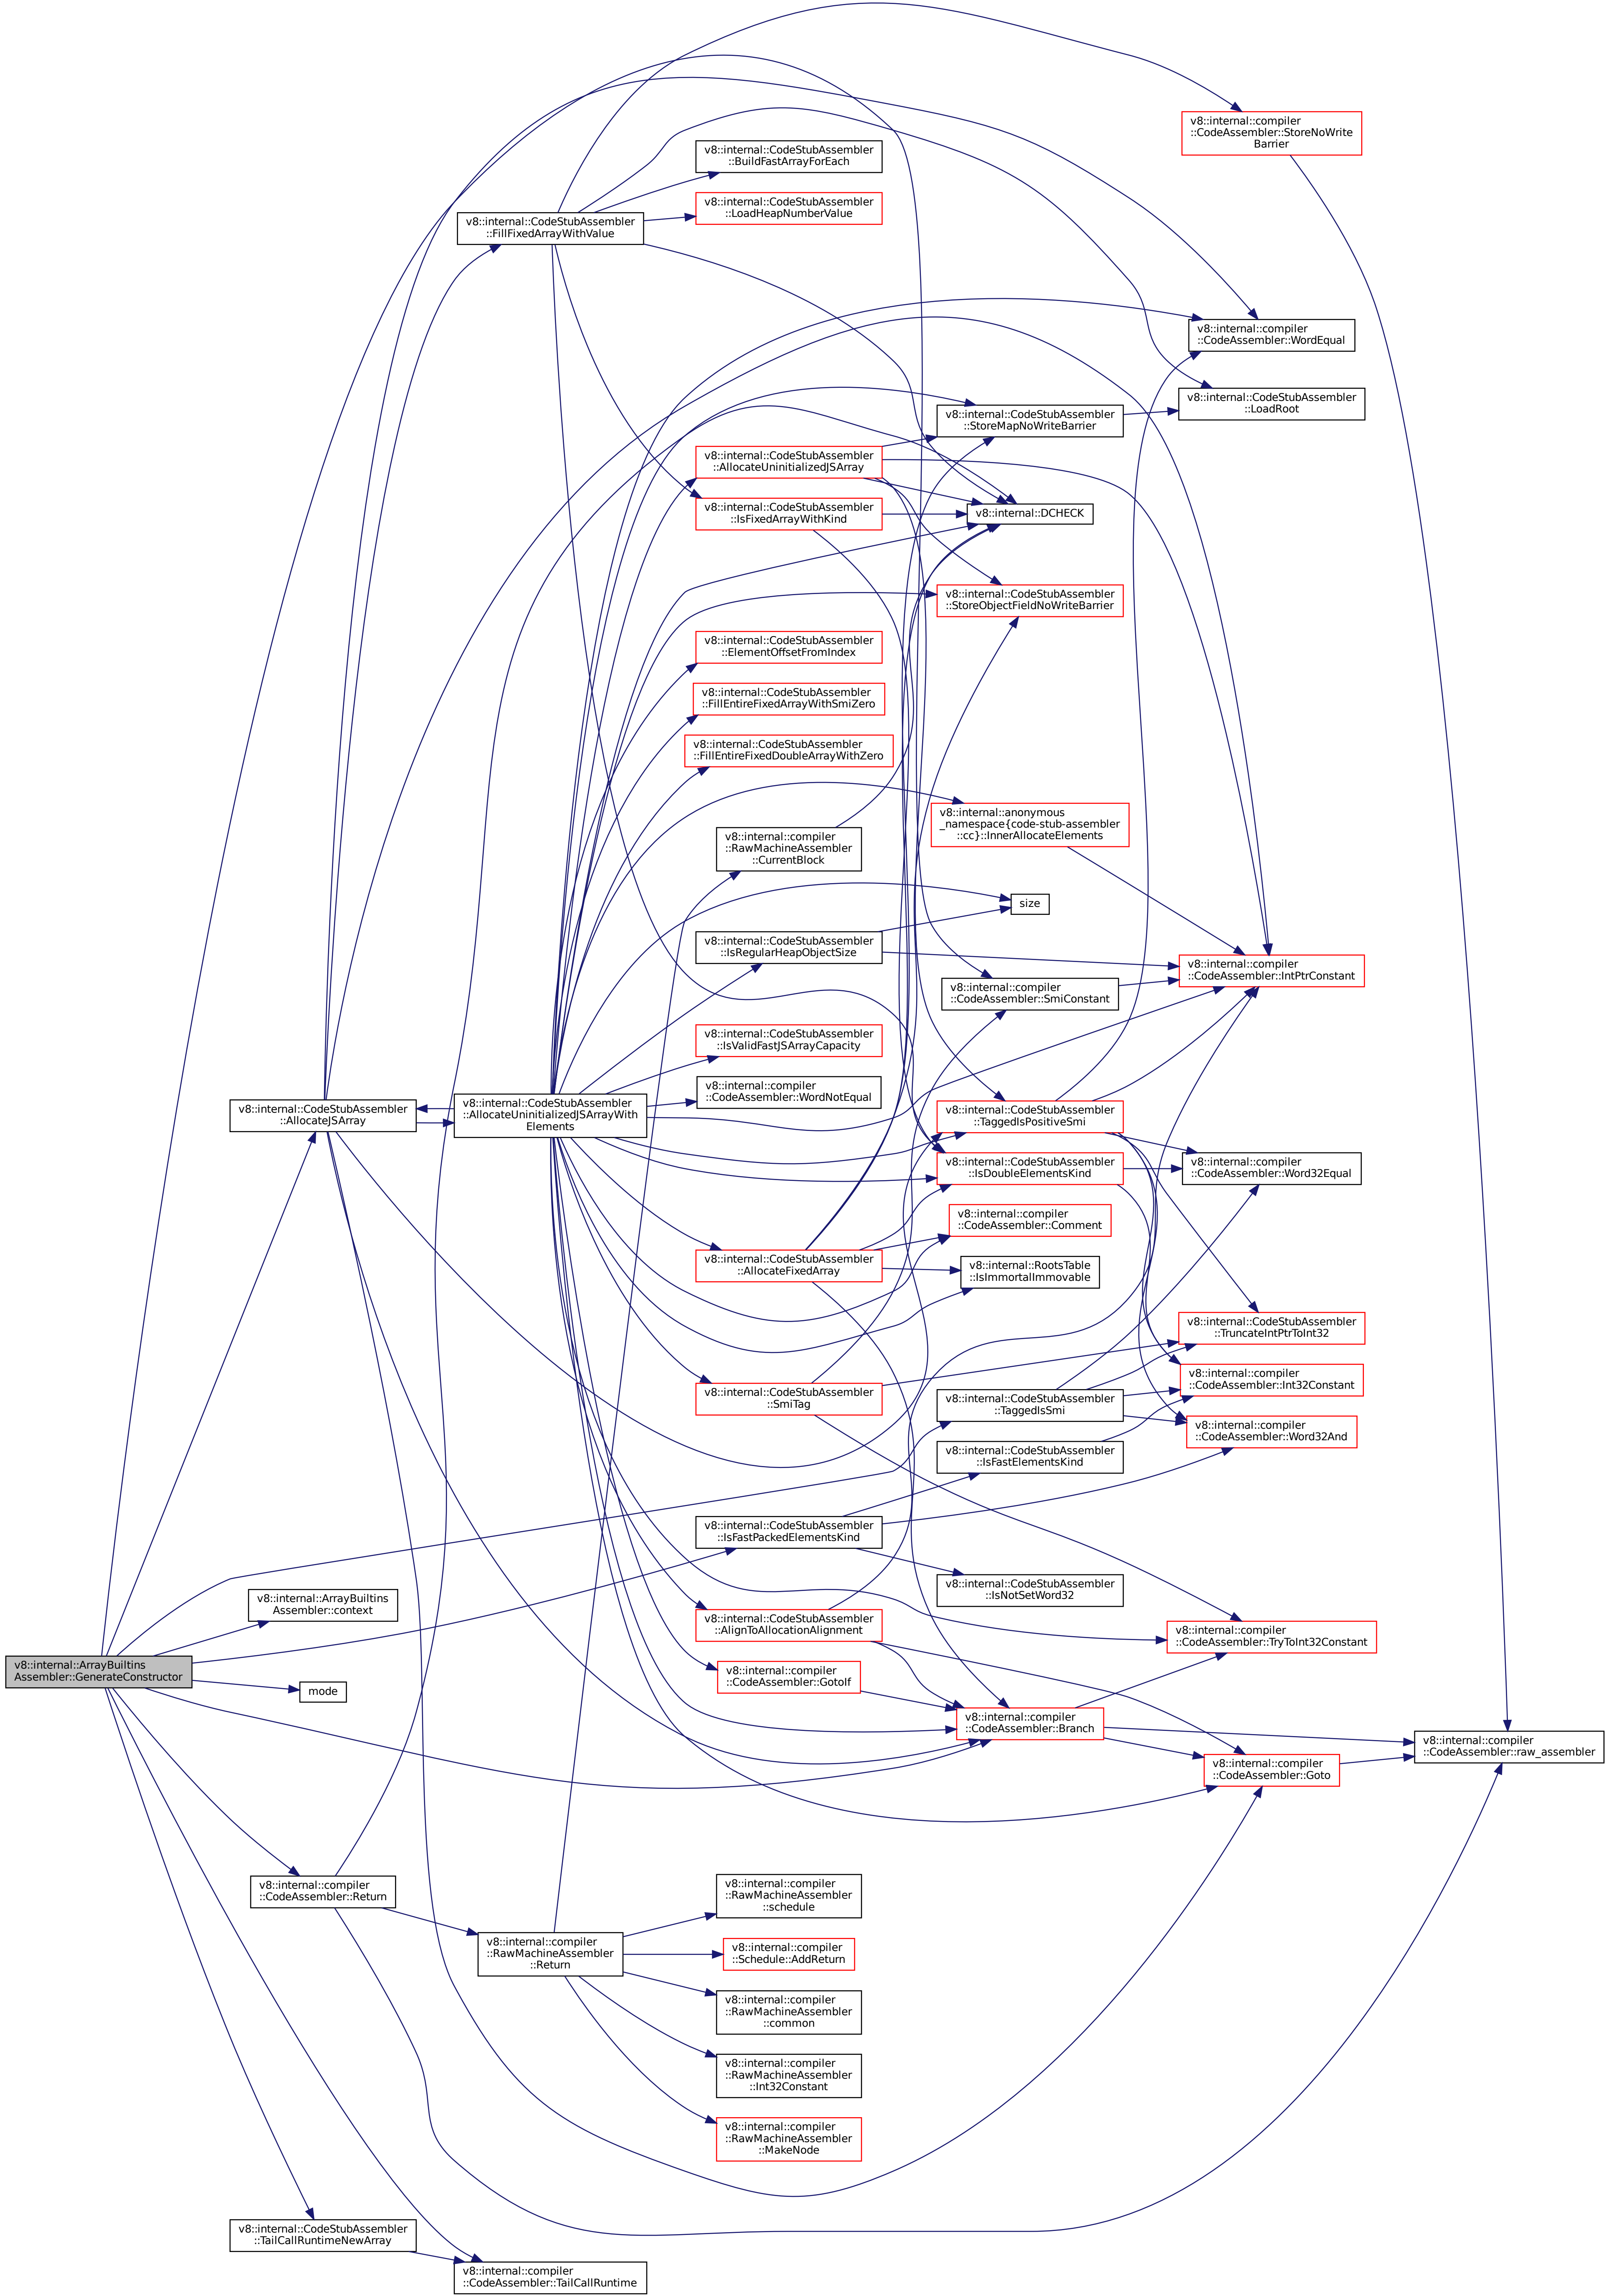 v8::internal::compiler
::CodeAssembler::StoreNoWrite
Barrier
v8::internal::CodeStubAssembler
::BuildFastArrayForEach
v8::internal::CodeStubAssembler
::LoadHeapNumberValue
v8::internal::CodeStubAssembler
::FillFixedArrayWithValue
v8::internal::compiler
::CodeAssembler::WordEqual
v8::internal::CodeStubAssembler
::LoadRoot
v8::internal::CodeStubAssembler
::StoreMapNoWriteBarrier
v8::internal::CodeStubAssembler
::AllocateUninitializedJSArray
v8::internal::CodeStubAssembler
::IsFixedArrayWithKind
v8::internal::DCHECK
v8::internal::CodeStubAssembler
::StoreObjectFieldNoWriteBarrier
v8::internal::CodeStubAssembler
::ElementOffsetFromIndex
v8::internal::CodeStubAssembler
::FillEntireFixedArrayWithSmiZero
v8::internal::CodeStubAssembler
::FillEntireFixedDoubleArrayWithZero
v8::internal::anonymous
_namespace{code-stub-assembler
::cc}::InnerAllocateElements
v8::internal::compiler
::RawMachineAssembler
::CurrentBlock
size
v8::internal::CodeStubAssembler
::IsRegularHeapObjectSize
v8::internal::compiler
::CodeAssembler::IntPtrConstant
v8::internal::compiler
::CodeAssembler::SmiConstant
v8::internal::CodeStubAssembler
::IsValidFastJSArrayCapacity
v8::internal::compiler
::CodeAssembler::WordNotEqual
v8::internal::CodeStubAssembler
::AllocateJSArray
v8::internal::CodeStubAssembler
::AllocateUninitializedJSArrayWith
Elements
v8::internal::CodeStubAssembler
::TaggedIsPositiveSmi
v8::internal::CodeStubAssembler
::IsDoubleElementsKind
v8::internal::compiler
::CodeAssembler::Word32Equal
v8::internal::compiler
::CodeAssembler::Comment
v8::internal::CodeStubAssembler
::AllocateFixedArray
v8::internal::RootsTable
::IsImmortalImmovable
v8::internal::CodeStubAssembler
::TruncateIntPtrToInt32
v8::internal::compiler
::CodeAssembler::Int32Constant
v8::internal::CodeStubAssembler
::SmiTag
v8::internal::CodeStubAssembler
::TaggedIsSmi
v8::internal::compiler
::CodeAssembler::Word32And
v8::internal::CodeStubAssembler
::IsFastElementsKind
v8::internal::CodeStubAssembler
::IsFastPackedElementsKind
v8::internal::CodeStubAssembler
::IsNotSetWord32
v8::internal::ArrayBuiltins
Assembler::context
v8::internal::CodeStubAssembler
::AlignToAllocationAlignment
v8::internal::compiler
::CodeAssembler::TryToInt32Constant
v8::internal::ArrayBuiltins
Assembler::GenerateConstructor
mode
v8::internal::compiler
::CodeAssembler::GotoIf
v8::internal::compiler
::CodeAssembler::Branch
v8::internal::compiler
::CodeAssembler::raw_assembler
v8::internal::compiler
::CodeAssembler::Goto
v8::internal::compiler
::CodeAssembler::Return
v8::internal::compiler
::RawMachineAssembler
::schedule
v8::internal::compiler
::RawMachineAssembler
::Return
v8::internal::compiler
::Schedule::AddReturn
v8::internal::compiler
::RawMachineAssembler
::common
v8::internal::compiler
::RawMachineAssembler
::Int32Constant
v8::internal::compiler
::RawMachineAssembler
::MakeNode
v8::internal::CodeStubAssembler
::TailCallRuntimeNewArray
v8::internal::compiler
::CodeAssembler::TailCallRuntime